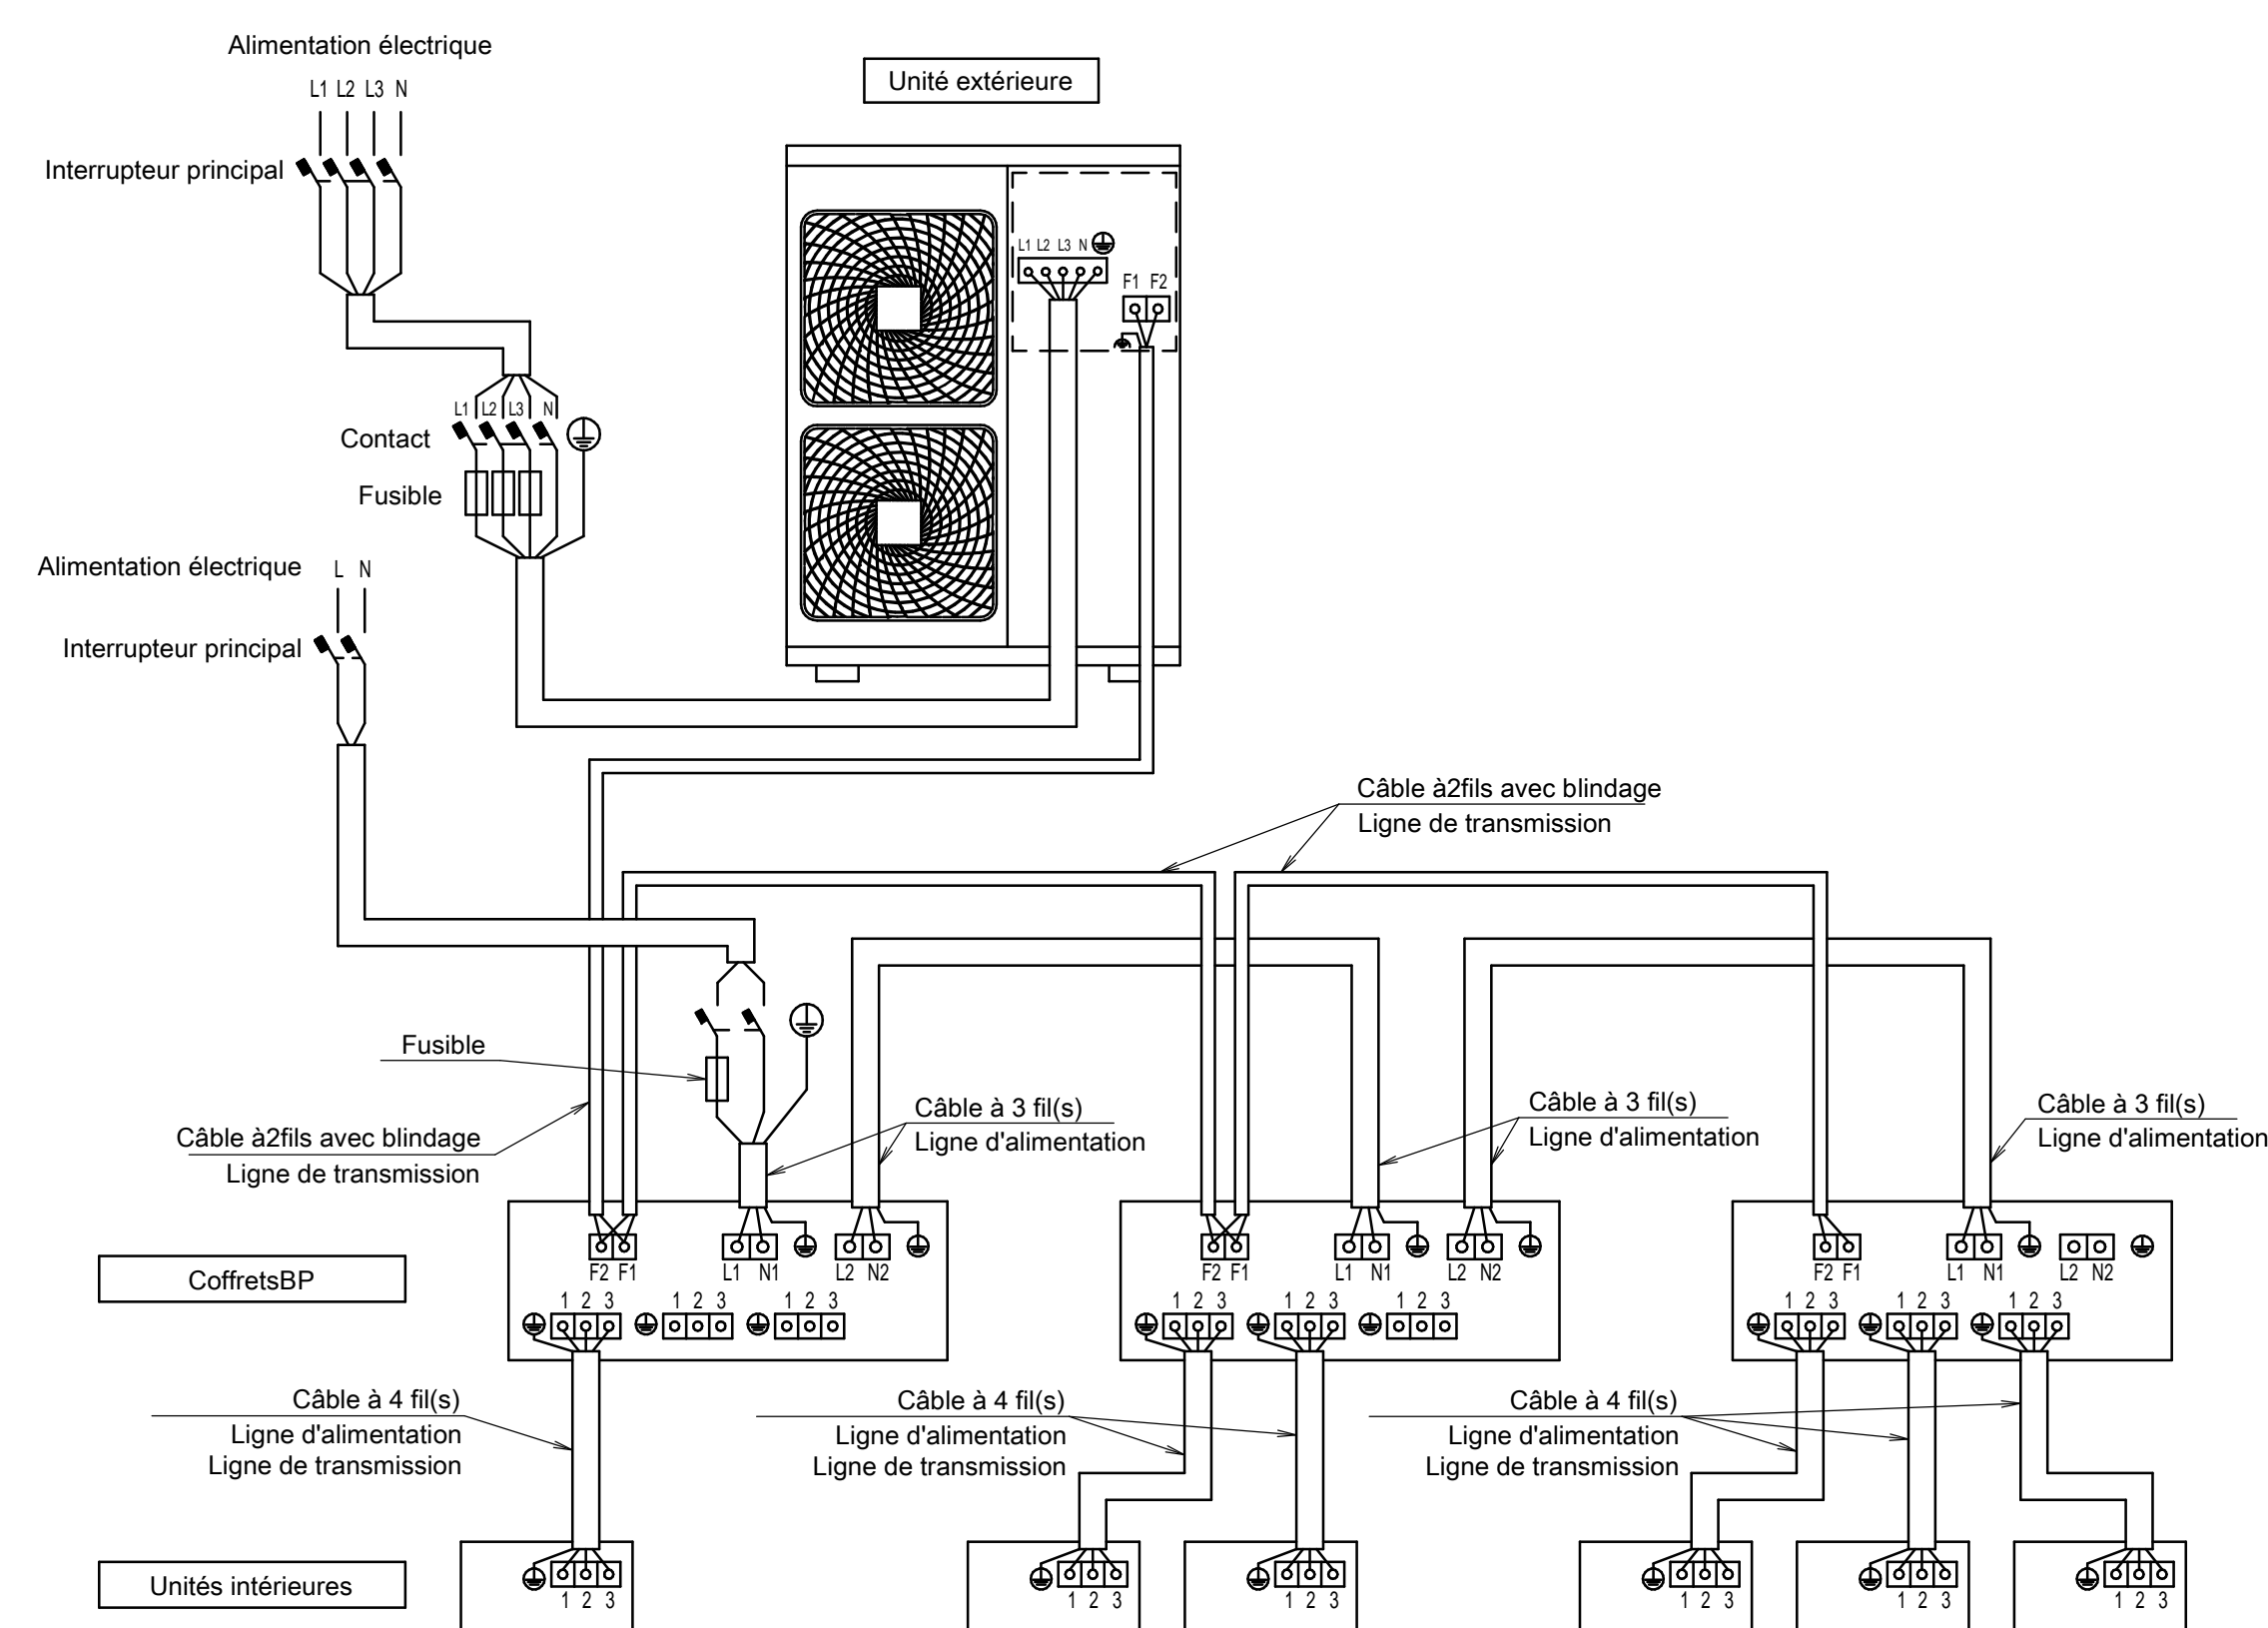 Alimentation électrique
L1 L2 L3 N
Unité extérieure
Interrupteur principal
L1 L2 L3 N
F1 F2
L1 L2 L3 N
Contact
Fusible
Alimentation électrique L N
Interrupteur principal
Câble à2fils avec blindage
Ligne de transmission
Fusible
Câble à 3 fil(s)
Ligne d'alimentation
Câble à 3 fil(s)
Ligne d'alimentation
Câble à 3 fil(s)
Ligne d'alimentation
Câble à2fils avec blindage
Ligne de transmission
CoffretsBP
F2 F1 L1 N1 L2 N2
F2 F1 L1 N1 L2 N2
F2 F1 L1 N1 L2 N2
1 2 3 1 2 3 1 2 3
1 2 3 1 2 3 1 2 3
1 2 3 1 2 3 1 2 3
Câble à 4 fil(s)
Ligne d'alimentation
Ligne de transmission
Câble à 4 fil(s)
Ligne d'alimentation
Ligne de transmission
Câble à 4 fil(s)
Ligne d'alimentation
Ligne de transmission
Unités intérieures
1 2 3
1 2 3
1 2 3
1 2 3
1 2 3
1 2 3